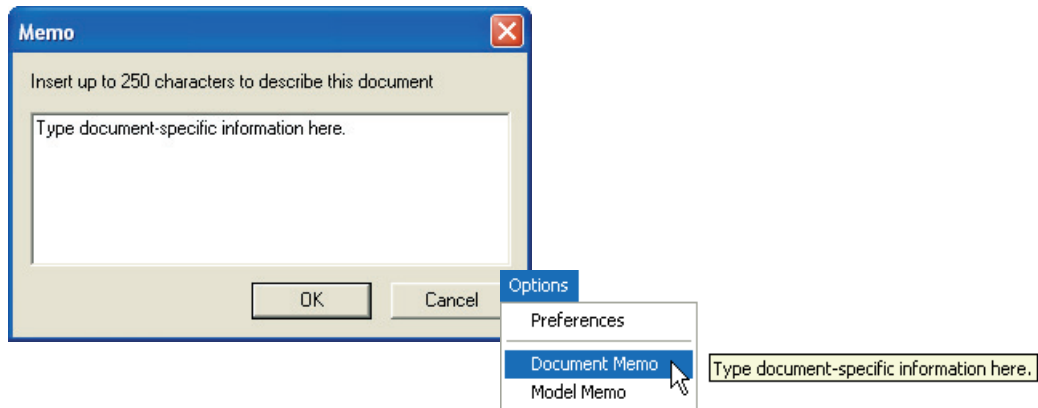 Memo
Insert up to 250 characters to describe this document
Type document-specific information here.
OK
Cancel
Options
Preferences
Document Memo
Type document-specific information here.
Model Memo